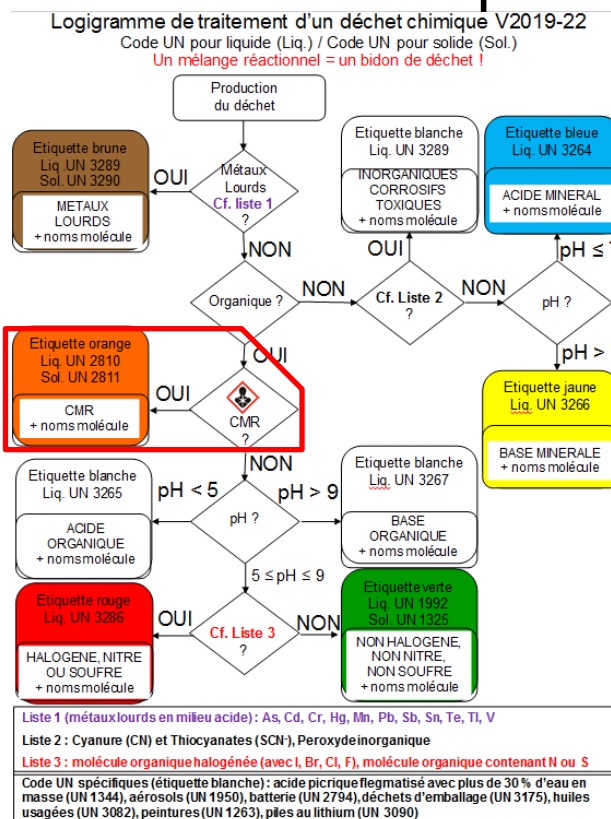 Logigramme de traitement d'un déchet chimique V2019-22
Code UN pour liquide (Liq.) / Code UN pour solide (Sol.)
Un mélange réactionnel = un bidon de déchet !
Production
du déchet
Etiquette brune
Liq. UN 3289
Sol. UN 3290
METAUX
LOURDS
+ noms molécule
OUI
Métaux
Lourds
Cf. liste 1
?
Etiquette blanche
Liq. UN 3289
INORGANIQUES
CORROSIFS
TOXIQUES
+ noms molécule
Etiquette bleue
Liq. UN 3264
ACIDE MINERAL
+ noms molécule
NON
OUI
pH ≤
Organique ?
NON
Cf. Liste 2
?
NON
pH ?
OUI
pH >
Etiquette orange
Liq. UN 2810
Sol. UN 2811
CMR
+ noms molécule
OUI
CMR
?
Etiquette jaune
Liq. UN 3266
BASE MINERALE
+ noms molécule
NON
Etiquette blanche
Liq. UN 3265
ACIDE
ORGANIQUE
+ noms molécule
pH < 5
pH ?
pH > 9
Etiquette blanche
Liq. UN 3267
BASE
ORGANIQUE
+ noms molécule
5 ≤ pH ≤ 9
Etiquette rouge
Liq. UN 3286
HALOGENE, NITRE
OU SOUFRE
+ noms molécule
OUI
Cf. Liste 3
?
NON
Etiquette verte
Liq. UN 1992
Sol. UN 1325
NON HALOGENE,
NON NITRE,
NON SOUFRE
+ noms molécule
Liste 1 (métaux lourds en milieu acide) : As, Cd, Cr, Hg, Mn, Pb, Sb, Sn, Te, Tl, V
Liste 2 : Cyanure (CN) et Thiocyanates (SCN-), Peroxyde inorganique
Liste 3 : molécule organique halogénée (avec I, Br, Cl, F), molécule organique contenant N ou S
Code UN spécifiques (étiquette blanche) : acide picrique flegmatisé avec plus de 30 % d'eau en
masse (UN 1344), aérosols (UN 1950), batterie (UN 2794), déchets d'emballage (UN 3175), huiles
usagées (UN 3082), peintures (UN 1263), piles au lithium (UN 3090)